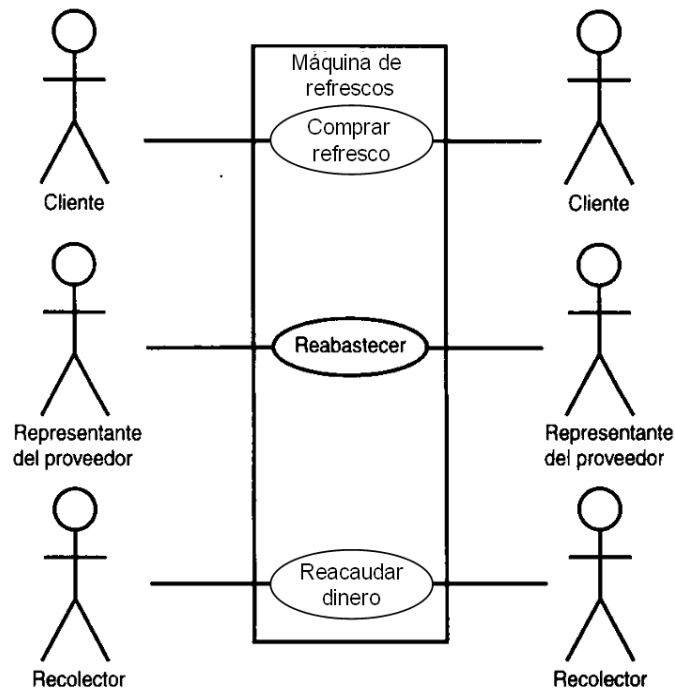 Máquina de
refrescos
Comprar
refresco
Cliente
Cliente
Reabastecer
Representante
del proveedor
Representante
del proveedor
Reacaudar
dinero
Recolector
Recolector